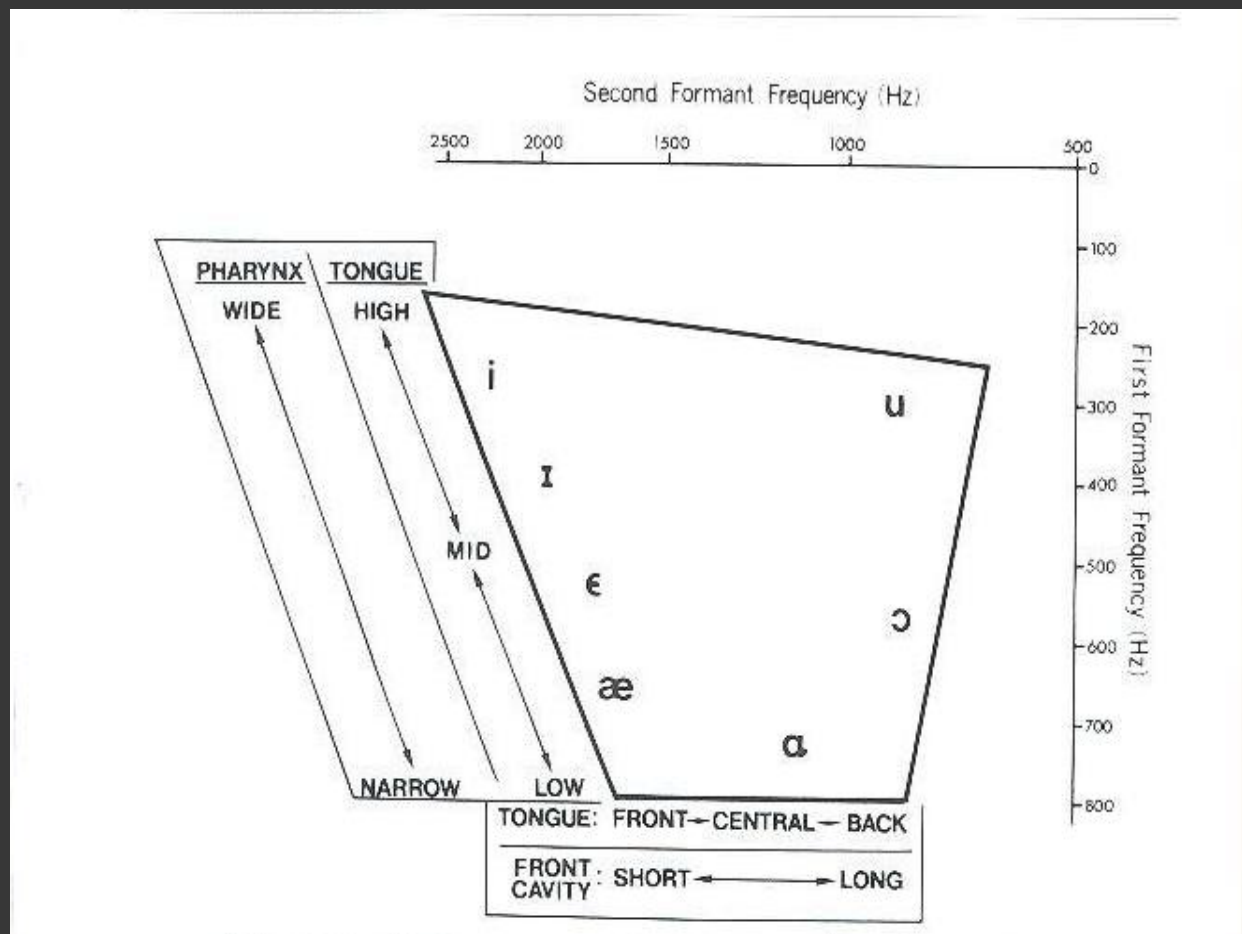 Second Formant Frequency (Hz)
2500 2000 1500 1000 500
0
100
PHARYNX TONGUE
WIDE HIGH
200
First Formant Frequency (Hz)
i
u
300
ɪ
400
MID
500
ϵ
ɔ
600
æ
700
ɑ
NARROW LOW
800
TONGUE: FRONT CENTRAL BACK
FRONT CAVITY: SHORT LONG